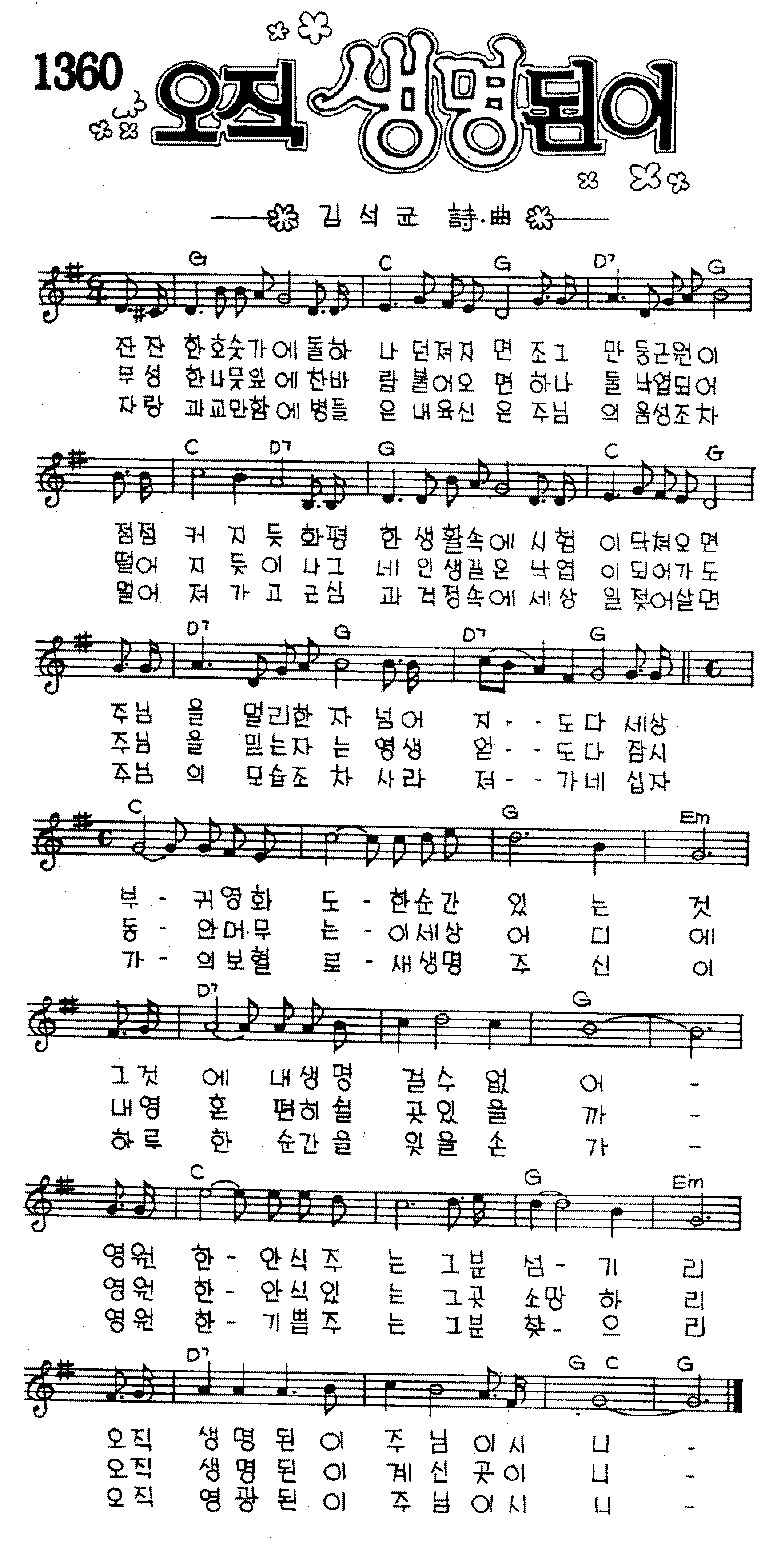 1360
오직 생명됨이
김석균 詩·曲
G C G D7 G
잔잔 한호숫가에돌하 나 던져지 면 조그 만 동근원이
무성 한나뭇잎에찬바 람 불어오 면 하나 둘 낙엽되어
자랑 과교만함에병들 은 내육신 은 주님 의 음성조차
C D7 G C G
점점 커 지 듯 화평 한 생활속에 시험 이 닥쳐오 면
떨어 지 듯 이 나그 네 인생길은 낙엽 이 되어가 도
멀어 져 가 고 근심 과 걱정속에 세상 일 젖어살 면
D7 G D7 G
주님 을 멀리한 자 넘어 지 - - 도 다 세상
주님 을 믿는자 는 영생 얻 - - 도 다 잠시
주님 의 모습조 차 사라 져 - - 가 네 십자
C G Em
부 - 귀영화 도 - 한순간 있 는 것
동 - 안머무 는 - 이세상 어 디 에
가 - 의보혈 로 - 새생명 주 신 이
D7 G
그것 에 내생명 걸수 없 어 -
내영 혼 편히쉴 곳있 을 까 -
하루 한 순간을 잊을 손 가 -
C G Em
영원 한 - 안식주 는 그분 섬 - 기 리
영원 한 - 안식있 는 그곳 소망 하 리
영원 한 - 기쁨주 는 그분 찾 - 으 리
D7 G C G
오직 생 명 된 이 주 님 이시 니 -
오직 생 명 된 이 계 신 곳이 니 -
오직 영 광 된 이 주 님 이시 니 -